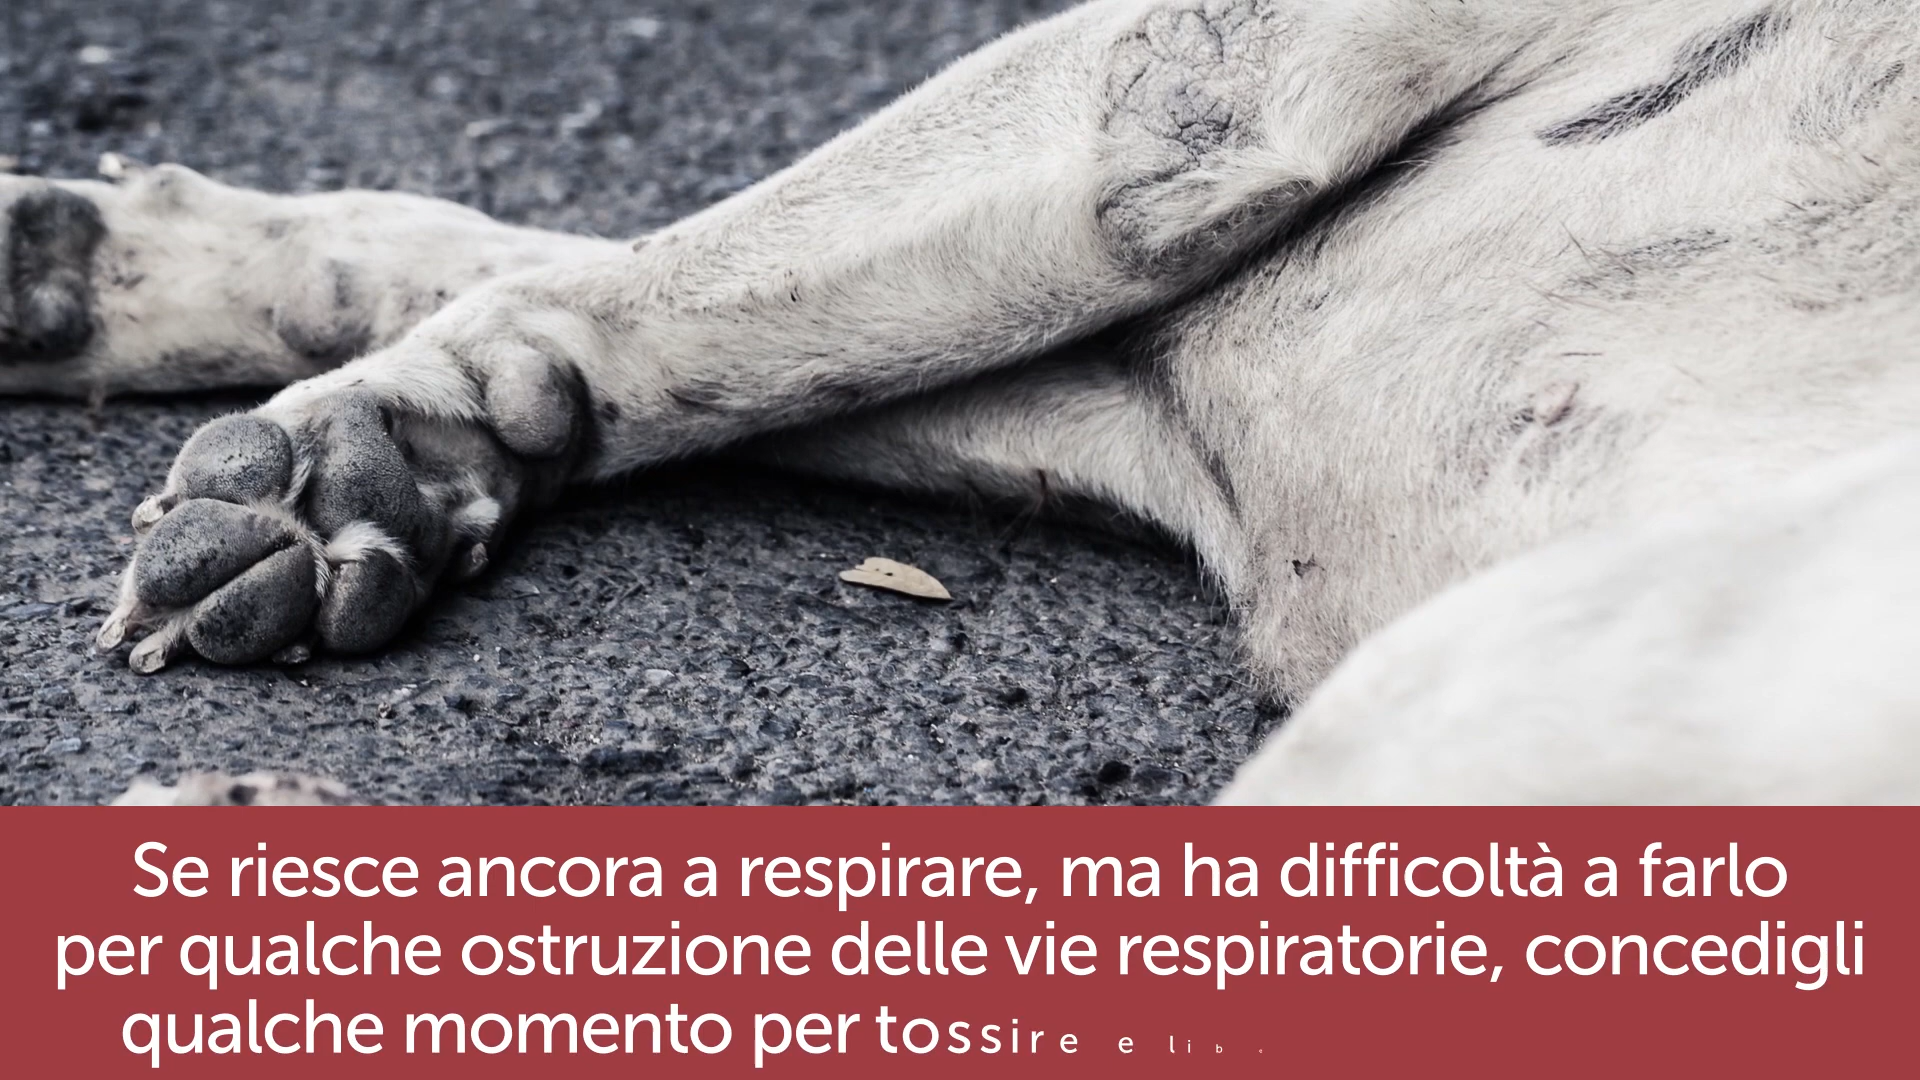 Se riesce ancora a respirare, ma ha difficoltà a farlo
per qualche ostruzione delle vie respiratorie, concedigli
qualche momento per tossire e